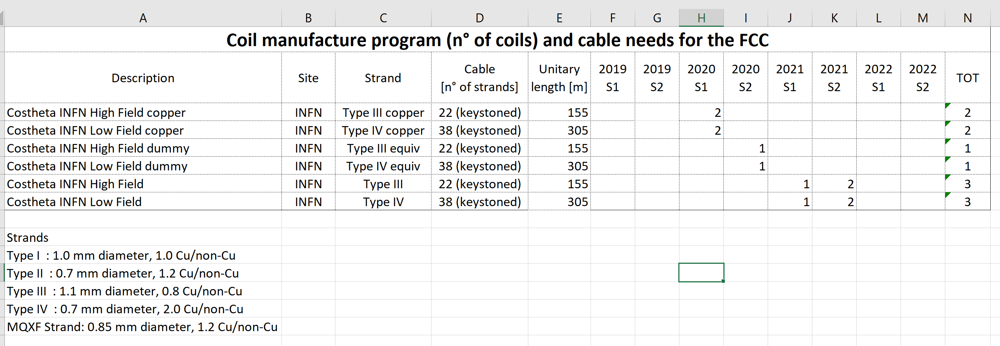 A B C D E F G H I J K L M N
Coil manufacture program (n° of coils) and cable needs for the FCC
Description Site Strand Cable [n° of strands] Unitary length [m] 2019 S1 2019 S2 2020 S1 2020 S2 2021 S1 2021 S2 2022 S1 2022 S2 TOT
Costheta INFN High Field copper INFN Type III copper 22 (keystoned) 155 2 2
Costheta INFN Low Field copper INFN Type IV copper 38 (keystoned) 305 2 2
Costheta INFN High Field dummy INFN Type III equiv 22 (keystoned) 155 1 1
Costheta INFN Low Field dummy INFN Type IV equiv 38 (keystoned) 305 1 1
Costheta INFN High Field INFN Type III 22 (keystoned) 155 1 2 3
Costheta INFN Low Field INFN Type IV 38 (keystoned) 305 1 2 3
Strands
Type I : 1.0 mm diameter, 1.0 Cu/non-Cu
Type II : 0.7 mm diameter, 1.2 Cu/non-Cu
Type III : 1.1 mm diameter, 0.8 Cu/non-Cu
Type IV : 0.7 mm diameter, 2.0 Cu/non-Cu
MQXF Strand: 0.85 mm diameter, 1.2 Cu/non-Cu